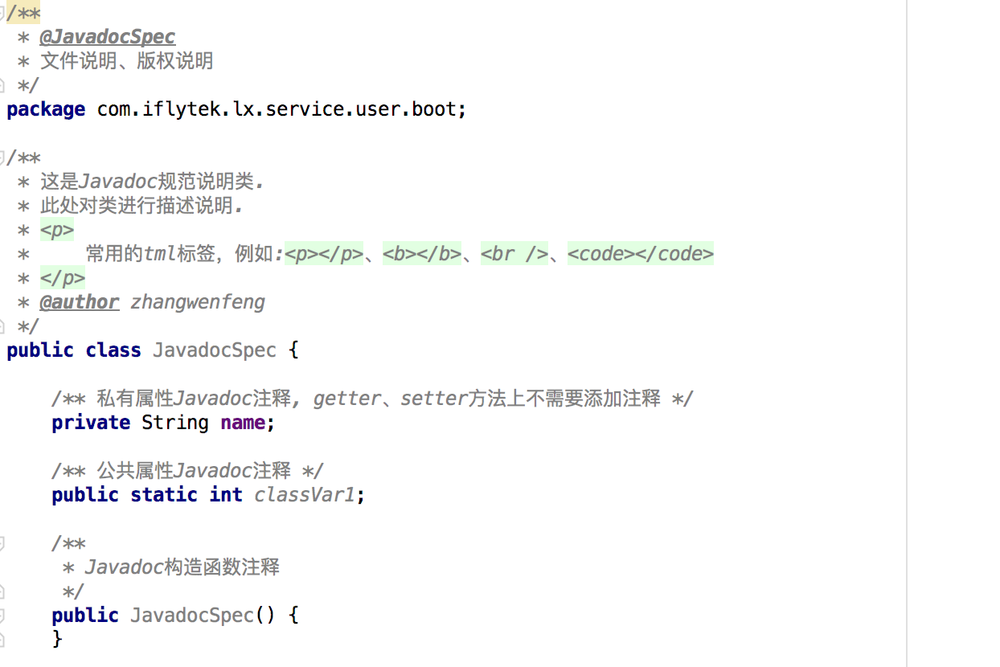 /**
 * @JavadocSpec
 * 文件说明、版权说明
 */
package com.iflytek.lx.service.user.boot;
/**
 * 这是Javadoc规范说明类.
 * 此处对类进行描述说明.
 * <p>
 *     常用的tml标签, 例如:<p></p>、<b></b>、<br />、<code></code>
 * </p>
 * @author zhangwenfeng
 */
public class JavadocSpec {
    /** 私有属性Javadoc注释, getter、setter方法上不需要添加注释 */
    private String name;
    /** 公共属性Javadoc注释 */
    public static int classVar1;
    /**
     * Javadoc构造函数注释
     */
    public JavadocSpec() {
    }